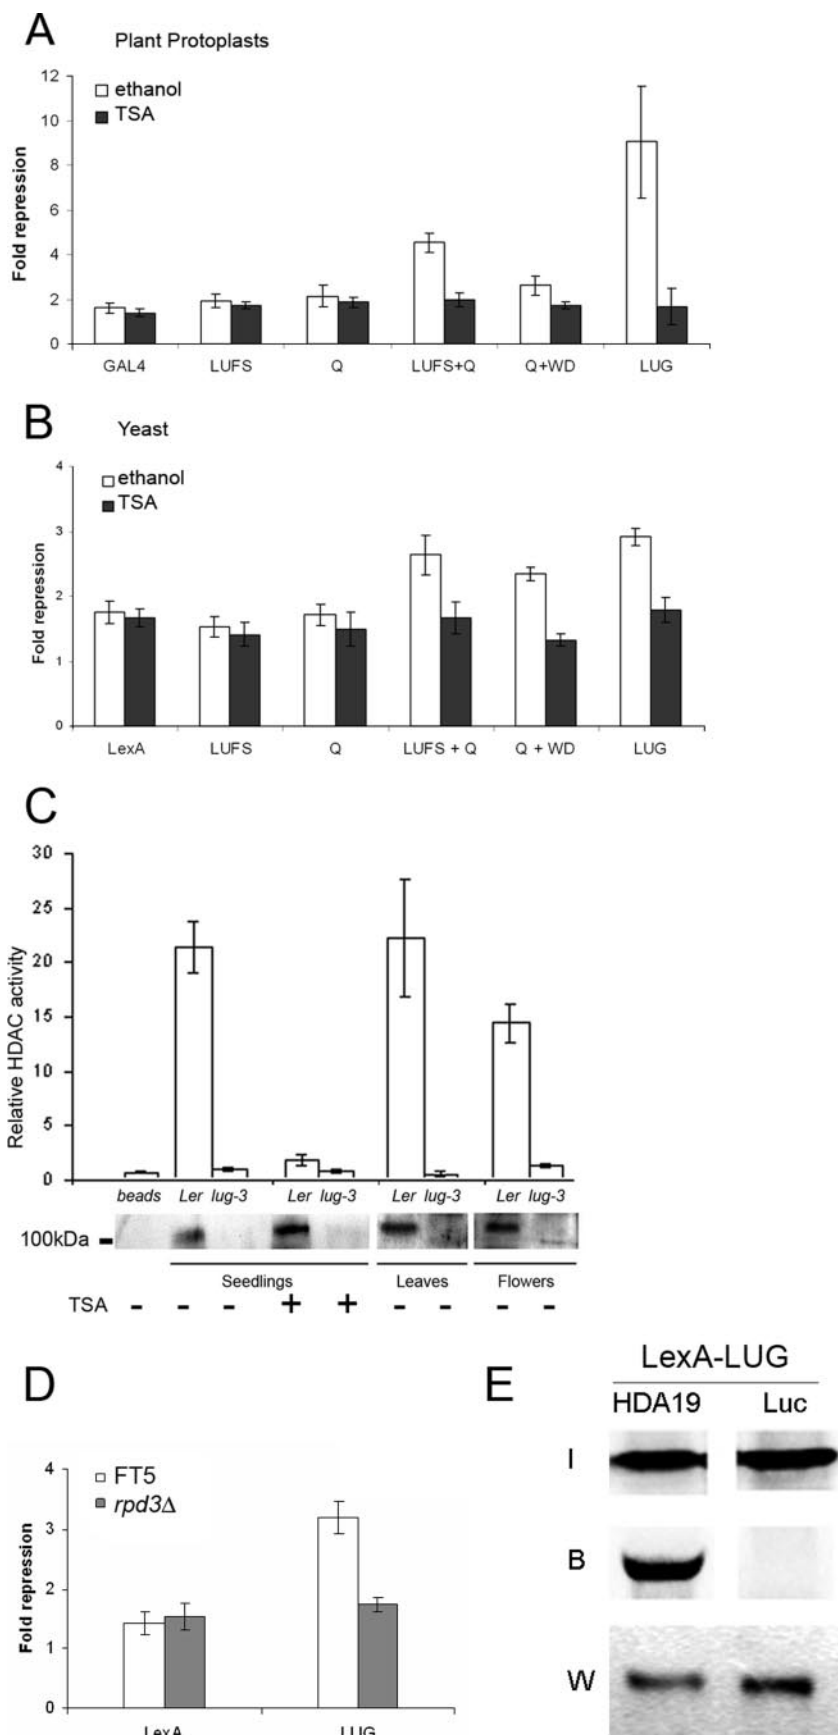 A
Plant Protoplasts
ethanol
TSA
Fold repression
12
10
8
6
4
2
0
GAL4 LUFS Q LUFS+Q Q+WD LUG
B
Yeast
ethanol
TSA
Fold repression
4
3
2
1
0
LexA LUFS Q LUFS + Q Q + WD LUG
C
Relative HDAC activity
30
25
20
15
10
5
0
beads Ler lug-3 Ler lug-3 Ler lug-3 Ler lug-3
100kDa
Seedlings Leaves Flowers
TSA - - - + + - - - -
D
FT5
rpd3Δ
Fold repression
4
3
2
1
0
LexA LUG
E
LexA-LUG
HDA19 Luc
I
B
W